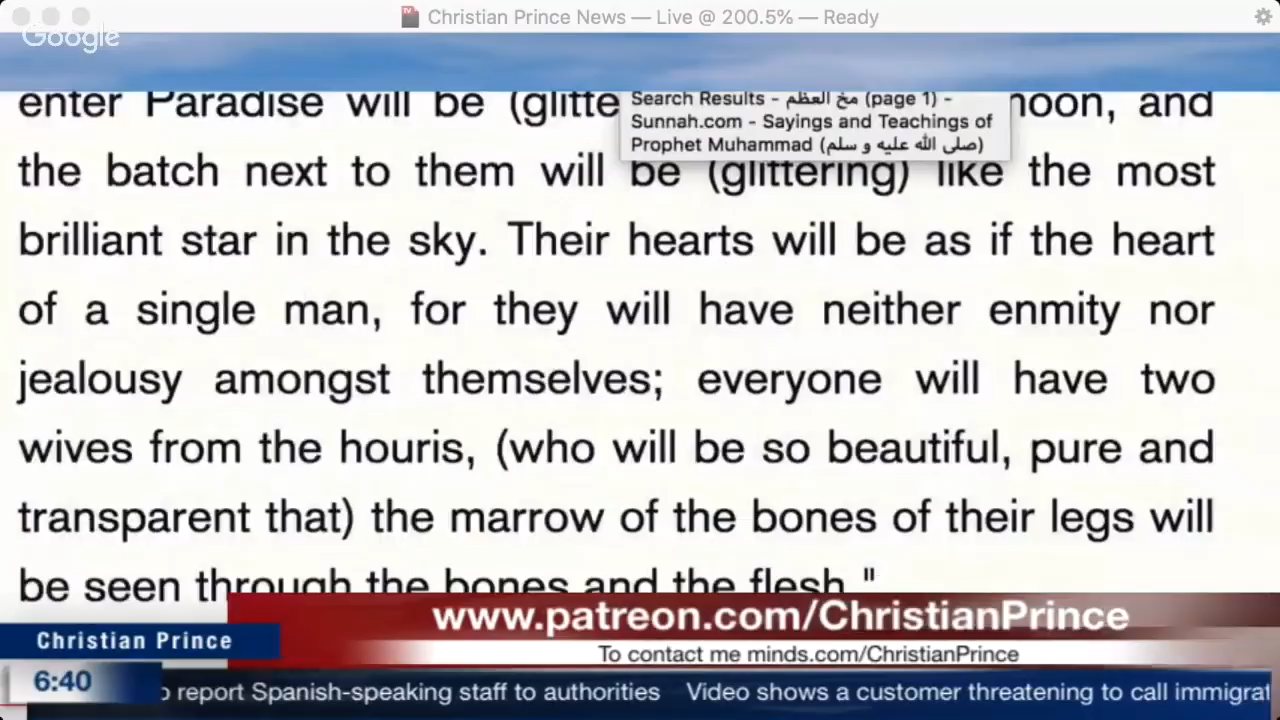 Christian Prince News — Live @ 200.5% — Ready
Google
enter Paradise will be (glitte
Search Results - مخ العظم (page 1) -
Sunnah.com - Sayings and Teachings of
Prophet Muhammad (صلى الله عليه و سلم)
noon, and
the batch next to them will be (glittering) like the most
brilliant star in the sky. Their hearts will be as if the heart
of a single man, for they will have neither enmity nor
jealousy amongst themselves; everyone will have two
wives from the houris, (who will be so beautiful, pure and
transparent that) the marrow of the bones of their legs will
be seen through the bones and the flesh."
www.patreon.com/ChristianPrince
Christian Prince
To contact me minds.com/ChristianPrince
6:40
o report Spanish-speaking staff to authorities Video shows a customer threatening to call immigrat